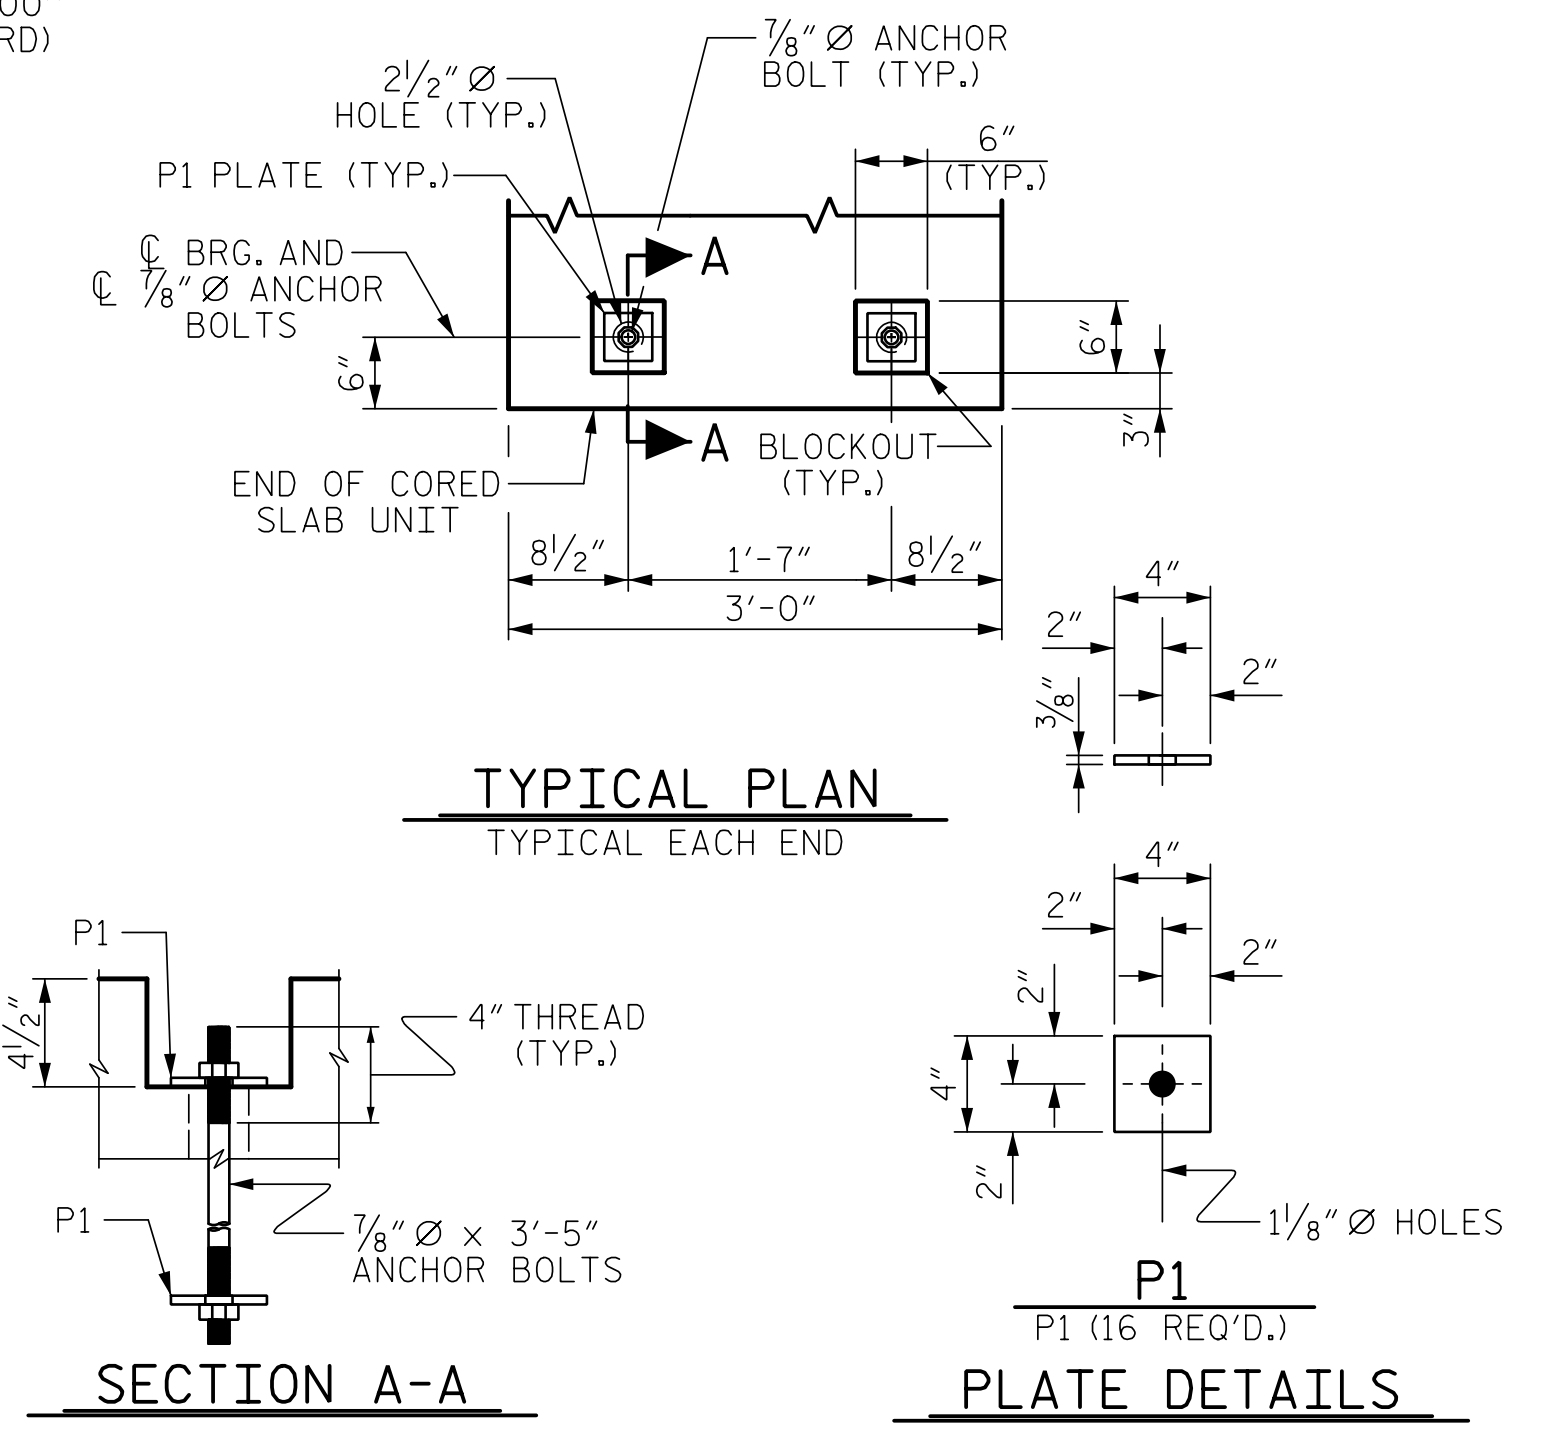 00"
RD)
7/8" Ø ANCHOR
BOLT (TYP.)
2 1/2" Ø
HOLE (TYP.)
P1 PLATE (TYP.)
6"
(TYP.)
℄ BRG. AND
℄ 7/8" Ø ANCHOR
BOLTS
A
6"
6"
3"
A
BLOCKOUT
(TYP.)
END OF CORED
SLAB UNIT
8 1/2"
1'-7"
8 1/2"
3'-0"
4"
2"
2"
3/8"
TYPICAL PLAN
TYPICAL EACH END
4"
2"
2"
2"
4"
2"
1 1/8" Ø HOLES
P1
P1 (16 REQ'D.)
PLATE DETAILS
P1
4 1/2"
4" THREAD
(TYP.)
P1
7/8" Ø x 3'-5"
ANCHOR BOLTS
SECTION A-A